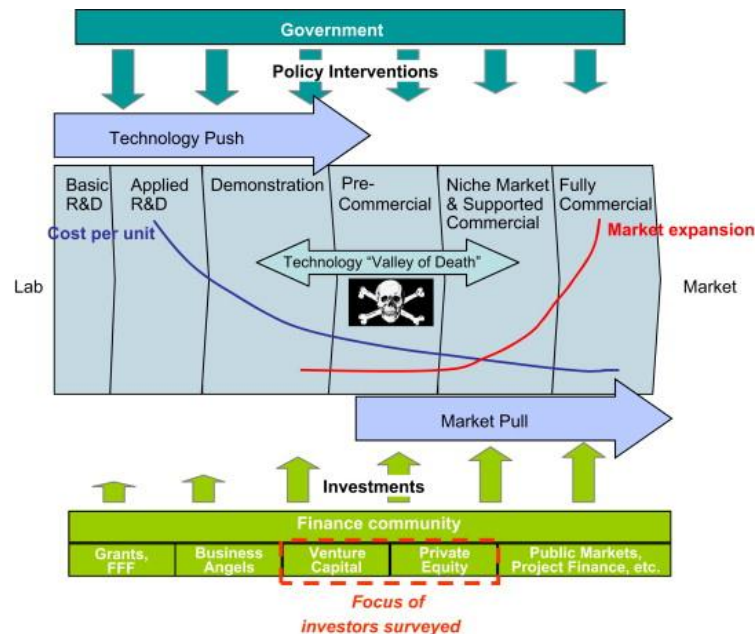 Government
Policy Interventions
Technology Push
Basic
R&D
Applied
R&D
Demonstration
Pre-
Commercial
Niche Market
& Supported
Commercial
Fully
Commercial
Cost per unit
Market expansion
Technology "Valley of Death"
Lab
Market
Market Pull
Investments
Finance community
Grants,
FFF
Business
Angels
Venture
Capital
Private
Equity
Public Markets,
Project Finance, etc.
Focus of
investors surveyed